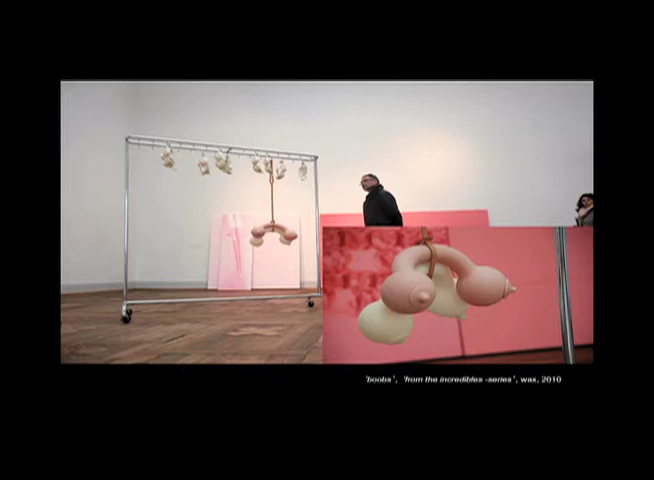 'boobs', 'from the incredibles -series', wax, 2010